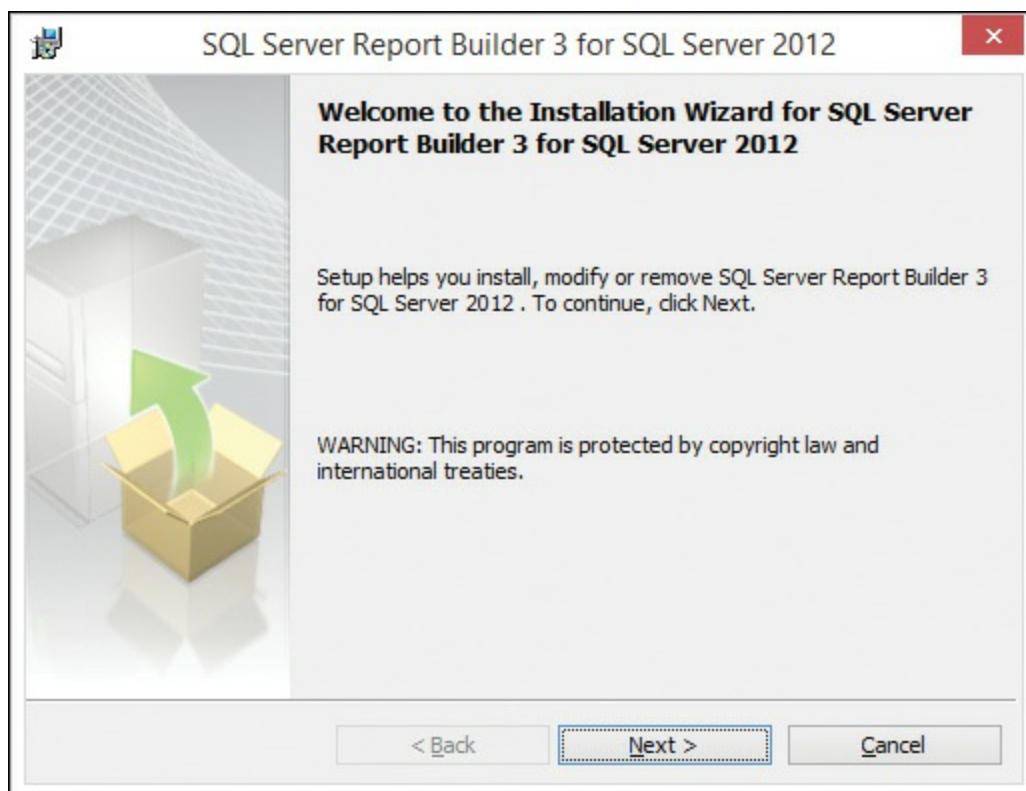 SQL Server Report Builder 3 for SQL Server 2012
Welcome to the Installation Wizard for SQL Server
Report Builder 3 for SQL Server 2012
Setup helps you install, modify or remove SQL Server Report Builder 3
for SQL Server 2012 . To continue, click Next.
WARNING: This program is protected by copyright law and
international treaties.
< Back
Next >
Cancel